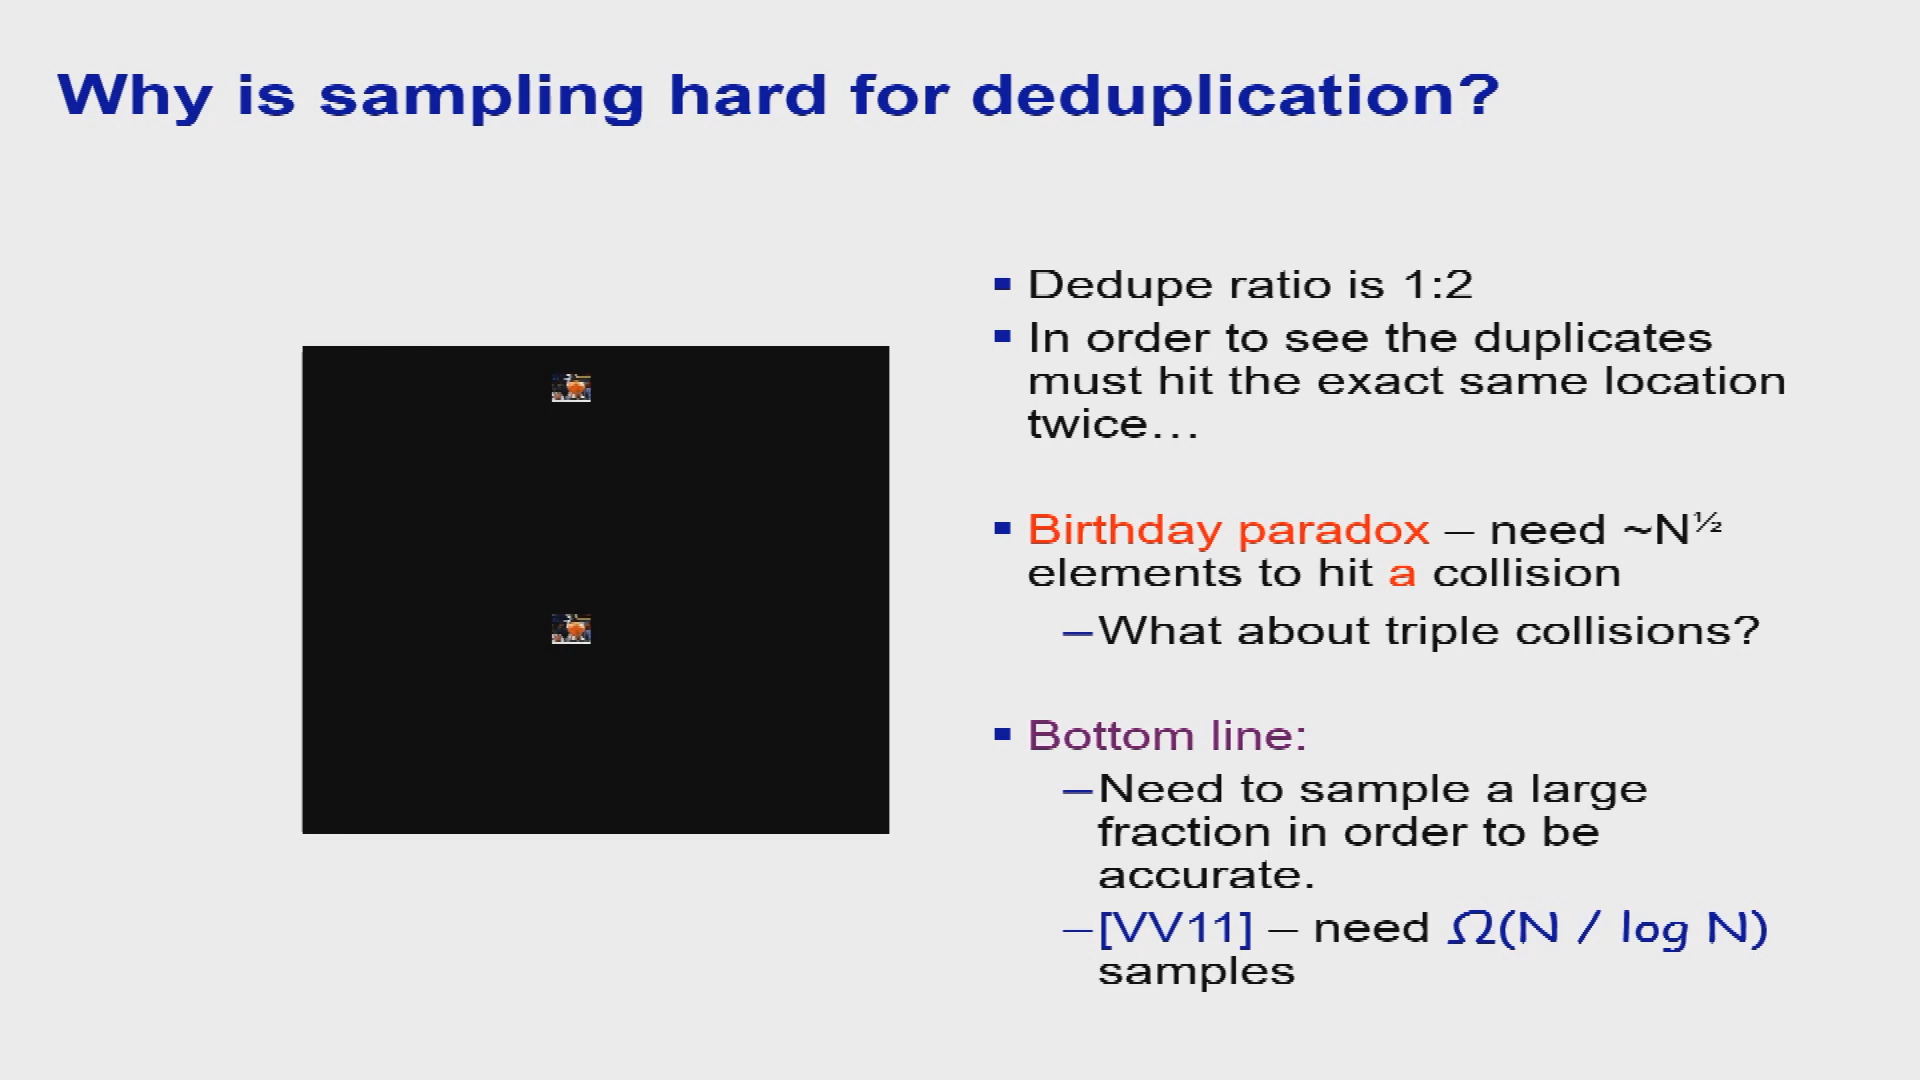 Why is sampling hard for deduplication?
▪ Dedupe ratio is 1:2
▪ In order to see the duplicates
must hit the exact same location
twice…
▪ Birthday paradox – need ~N^½
elements to hit a collision
–What about triple collisions?
▪ Bottom line:
–Need to sample a large
fraction in order to be
accurate.
–[VV11] – need Ω(N / log N)
samples